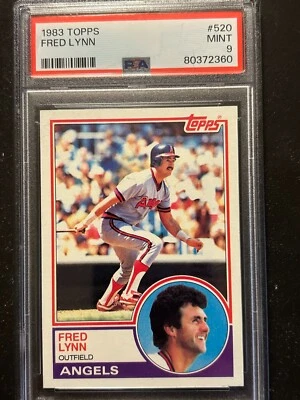 1983 TOPPS #520
FRED LYNN MINT
9
PSA 80372360
Topps
FRED
LYNN
OUTFIELD
ANGELS